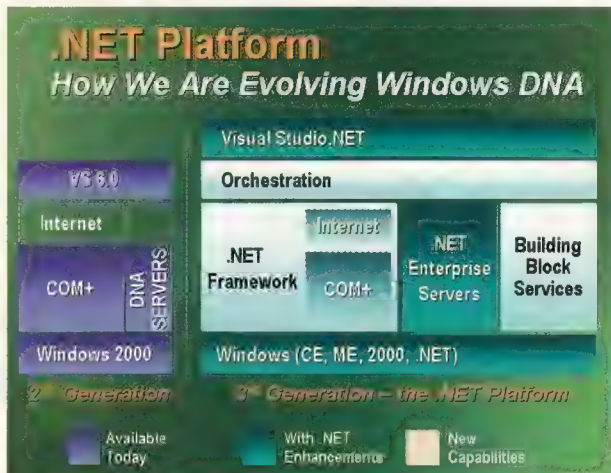 .NET Platform
How We Are Evolving Windows DNA
VS 6.0
Internet
COM+
DNA SERVERS
Windows 2000
2nd Generation
Visual Studio.NET
Orchestration
.NET
Framework
Internet
COM+
.NET
Enterprise
Servers
Building
Block
Services
Windows (CE, ME, 2000, .NET)
3rd Generation – the .NET Platform
Available
Today
With .NET
Enhancements
New
Capabilities